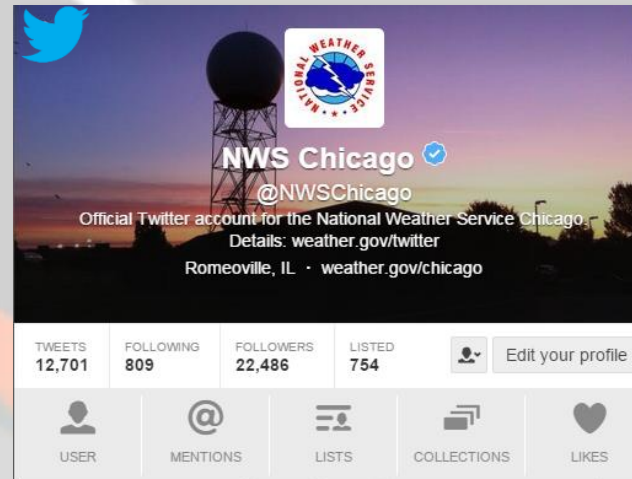 NATIONAL WEATHER SERVICE
NWS Chicago
@NWSChicago
Official Twitter account for the National Weather Service Chicago.
Details: weather.gov/twitter
Romeoville, IL · weather.gov/chicago
TWEETS FOLLOWING FOLLOWERS LISTED
12,701 809 22,486 754 Edit your profile
USER MENTIONS LISTS COLLECTIONS LIKES